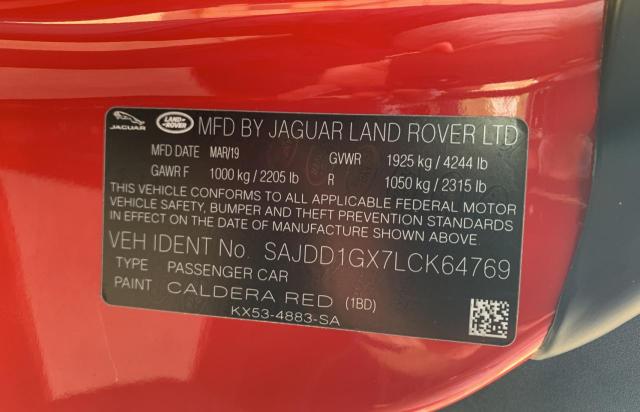 JAGUAR LAND ROVER MFD BY JAGUAR LAND ROVER LTD
MFD DATE MAR/19 GVWR 1925 kg / 4244 lb
GAWR F 1000 kg / 2205 lb R 1050 kg / 2315 lb
THIS VEHICLE CONFORMS TO ALL APPLICABLE FEDERAL MOTOR
VEHICLE SAFETY, BUMPER AND THEFT PREVENTION STANDARDS
IN EFFECT ON THE DATE OF MANUFACTURE SHOWN ABOVE.
VEH IDENT No. SAJDD1GX7LCK64769
TYPE PASSENGER CAR
PAINT CALDERA RED (1BD)
KX53-4883-SA